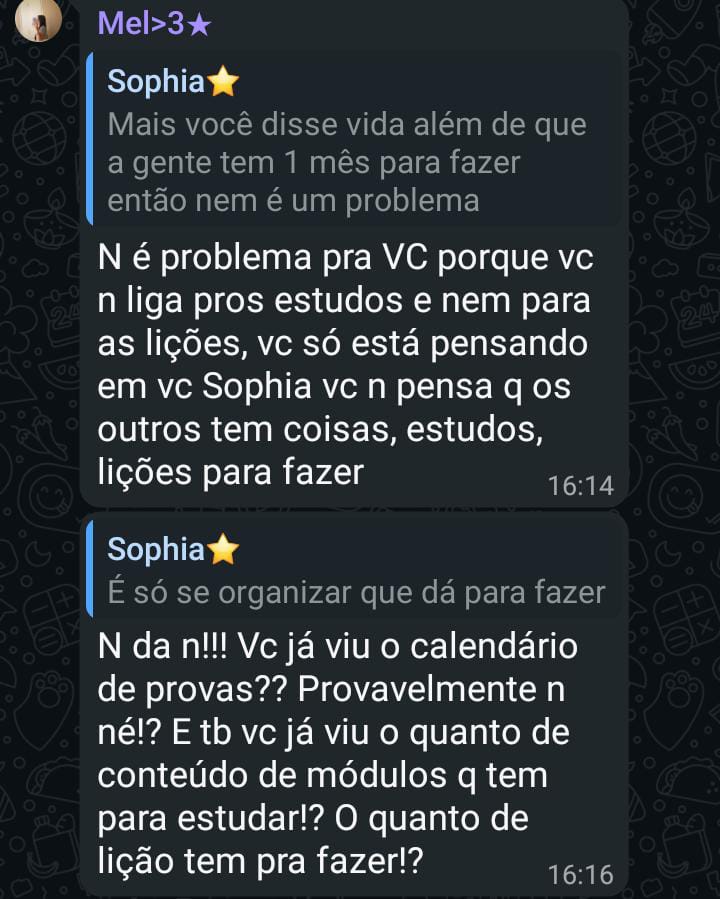 Mel>3★
Sophia⭐
Mais você disse vida além de que
a gente tem 1 mês para fazer
então nem é um problema
N é problema pra VC porque vc
n liga pros estudos e nem para
as lições, vc só está pensando
em vc Sophia vc n pensa q os
outros tem coisas, estudos,
lições para fazer
16:14
Sophia⭐
É só se organizar que dá para fazer
N da n!!! Vc já viu o calendário
de provas?? Provavelmente n
né!? E tb vc já viu o quanto de
conteúdo de módulos q tem
para estudar!? O quanto de
lição tem pra fazer!?
16:16